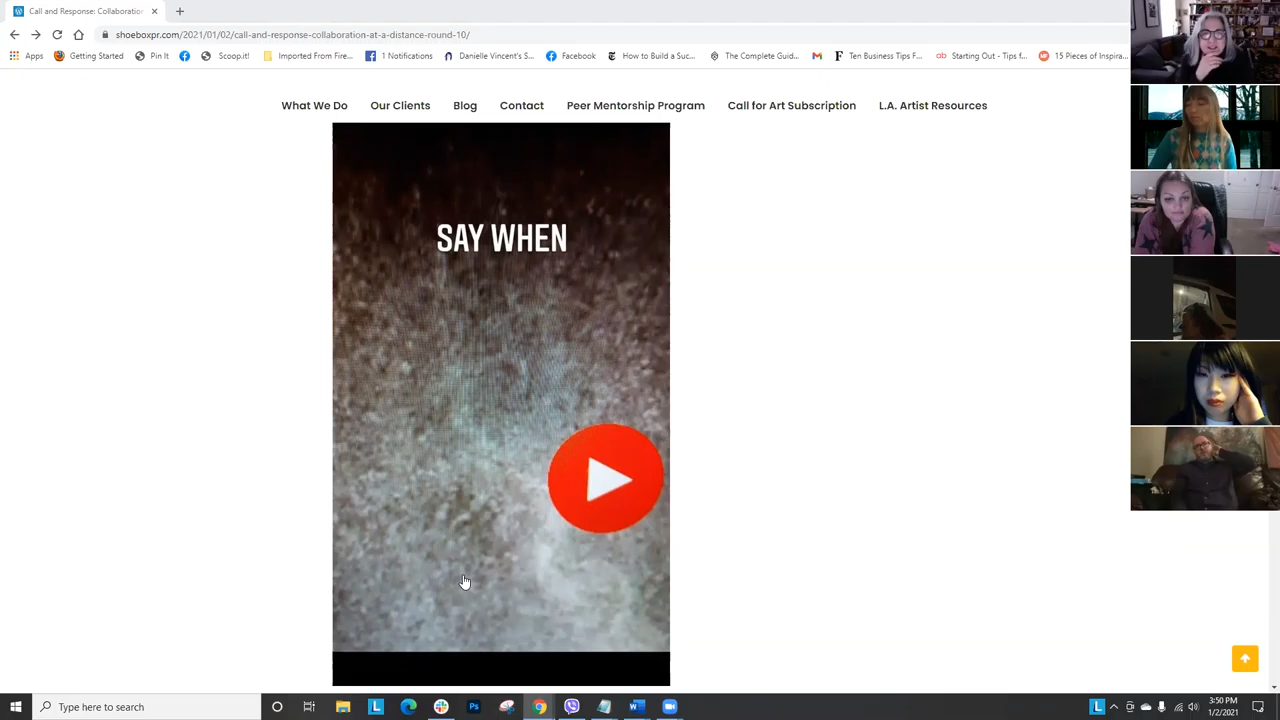 Call and Response: Collaboration
shoeboxpr.com/2021/01/02/call-and-response-collaboration-at-a-distance-round-10/
Apps Getting Started Pin It Scoop.it! Imported From Fire... 1 Notifications Danielle Vincent's S... Facebook How to Build a Suc... The Complete Guid... Ten Business Tips F... Starting Out - Tips f... 15 Pieces of Inspira...
What We Do Our Clients Blog Contact Peer Mentorship Program Call for Art Subscription L.A. Artist Resources
SAY WHEN
Type here to search
3:50 PM
1/2/2021